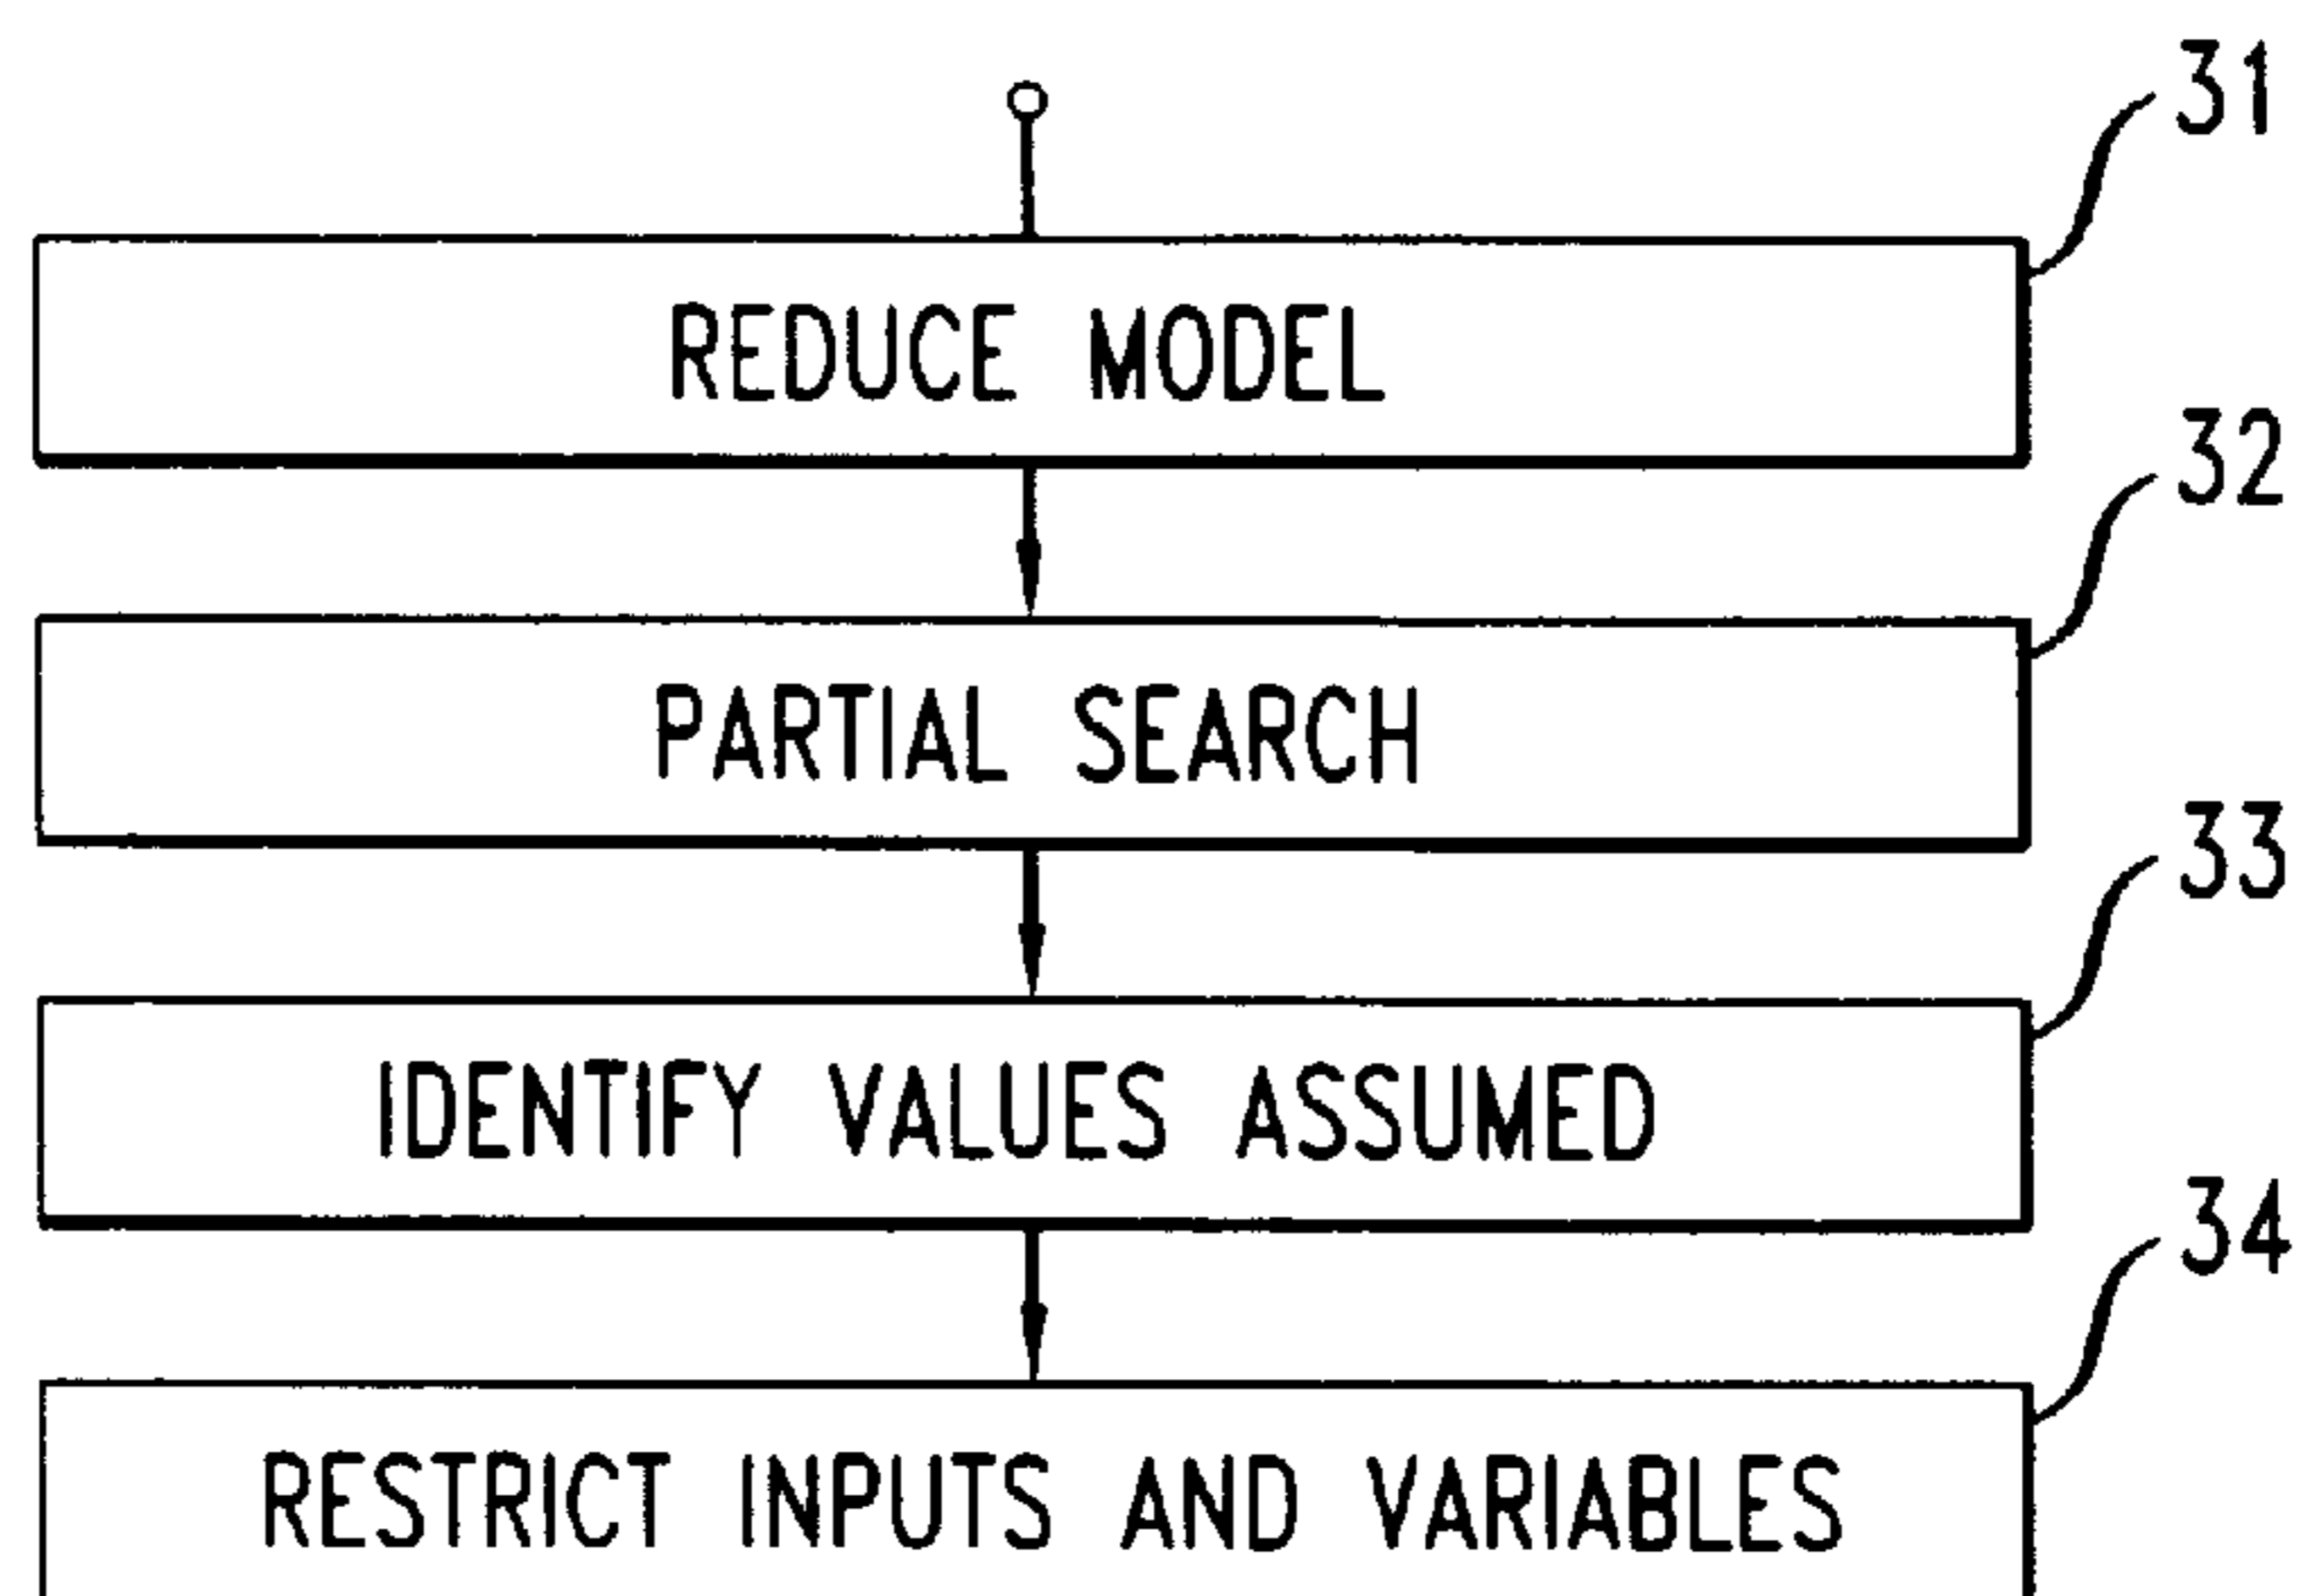 31
REDUCE MODEL
32
PARTIAL SEARCH
33
IDENTIFY VALUES ASSUMED
34
RESTRICT INPUTS AND VARIABLES